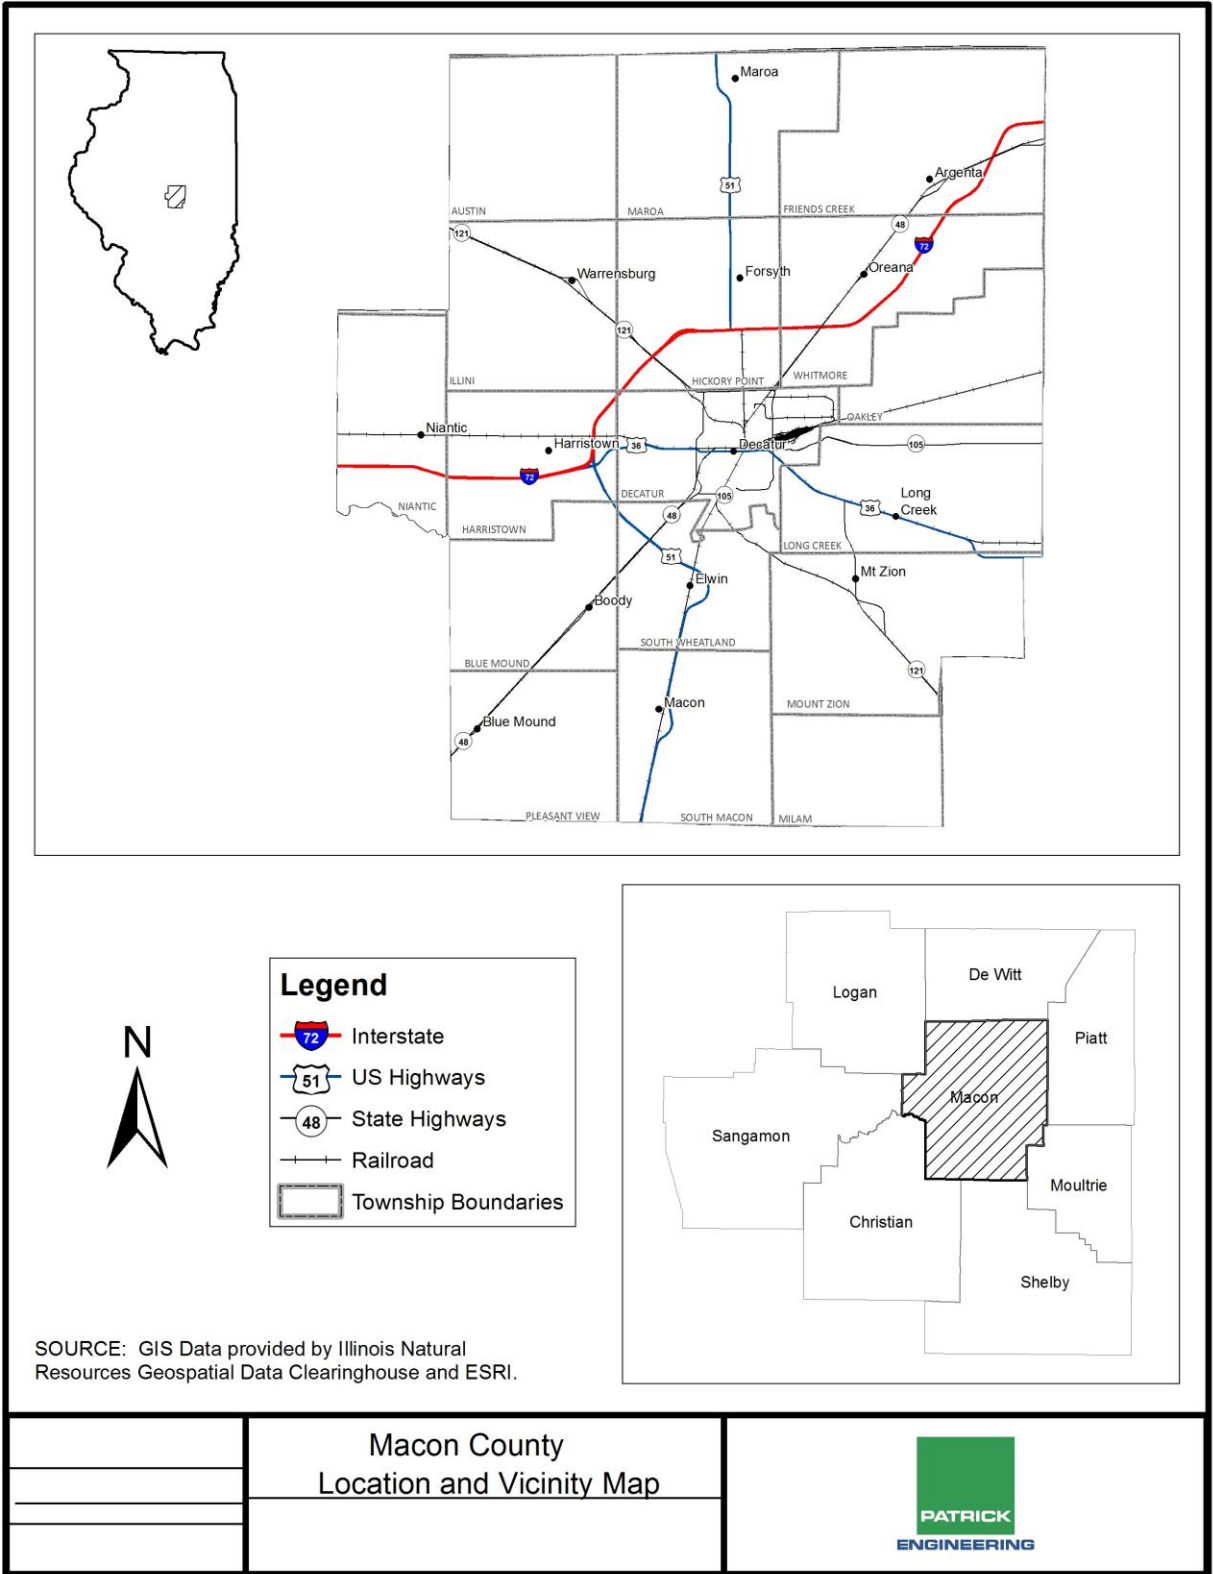 Maroa
51
Argenta
AUSTIN
MAROA
FRIENDS CREEK
121
48
72
Warrensburg
Forsyth
Oreana
121
ILLINI
HICKORY POINT
WHITMORE
OAKLEY
Niantic
Harristown
36
Decatur
105
72
NIANTIC
HARRISTOWN
DECATUR
48
105
Long
Creek
36
51
LONG CREEK
Elwin
Mt Zion
Boody
SOUTH WHEATLAND
BLUE MOUND
121
Macon
MOUNT ZION
Blue Mound
48
PLEASANT VIEW
SOUTH MACON
MILAM
Logan
De Witt
Piatt
Macon
Sangamon
Moultrie
Christian
Shelby
N
Legend
72 Interstate
51 US Highways
48 State Highways
Railroad
Township Boundaries
SOURCE: GIS Data provided by Illinois Natural
Resources Geospatial Data Clearinghouse and ESRI.
Macon County
Location and Vicinity Map
PATRICK
ENGINEERING